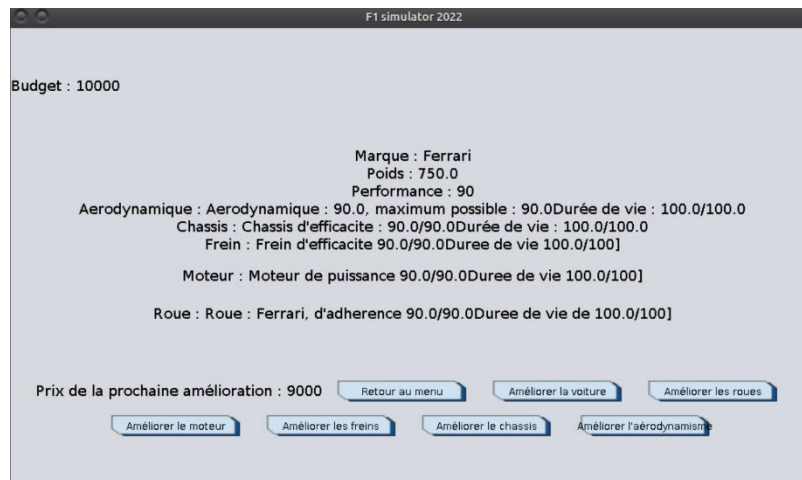 F1 simulator 2022
Budget : 10000
Marque : Ferrari
Poids : 750.0
Performance : 90
Aerodynamique : Aerodynamique : 90.0, maximum possible : 90.0Durée de vie : 100.0/100.0
Chassis : Chassis d'efficacite : 90.0/90.0Durée de vie : 100.0/100.0
Frein : Frein d'efficacite 90.0/90.0Duree de vie 100.0/100]
Moteur : Moteur de puissance 90.0/90.0Duree de vie 100.0/100]
Roue : Roue : Ferrari, d'adherence 90.0/90.0Duree de vie de 100.0/100]
Prix de la prochaine amélioration : 9000 Retour au menu Améliorer la voiture Améliorer les roues
Améliorer le moteur Améliorer les freins Améliorer le chassis Améliorer l'aérodynamisme